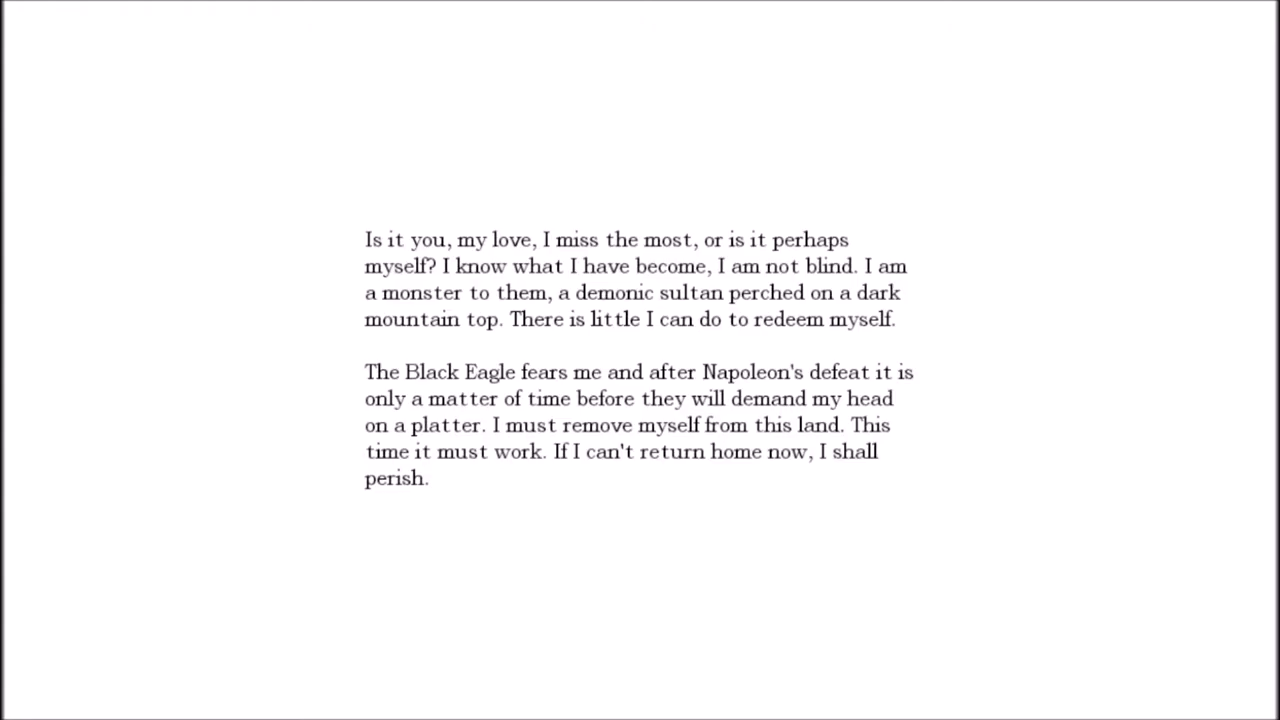 Is it you, my love, I miss the most, or is it perhaps
myself? I know what I have become, I am not blind. I am
a monster to them, a demonic sultan perched on a dark
mountain top. There is little I can do to redeem myself.
The Black Eagle fears me and after Napoleon's defeat it is
only a matter of time before they will demand my head
on a platter. I must remove myself from this land. This
time it must work. If I can't return home now, I shall
perish.